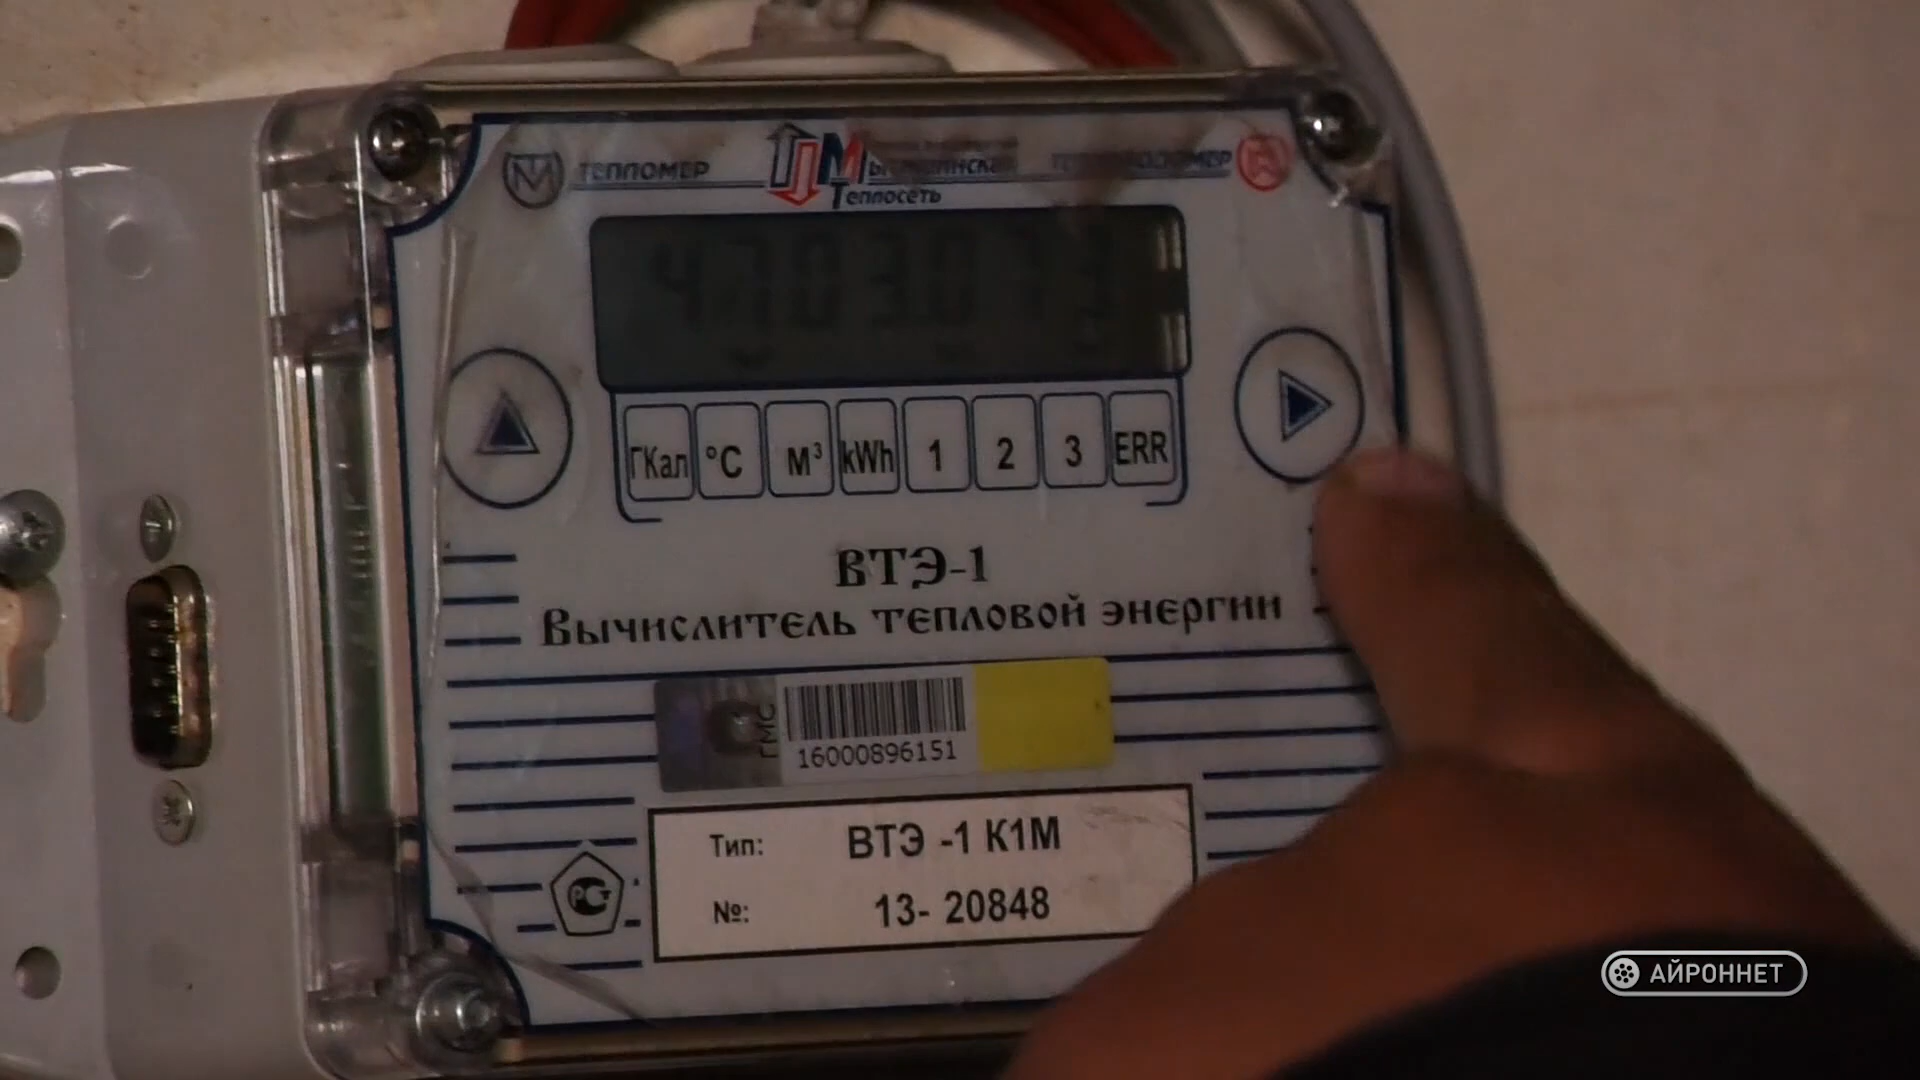 ТЕПЛОМЕР
Теплосеть
ГКал °С м³ kWh 1 2 3 ERR
ВТЭ-1
Вычислитель тепловой энергии
ГМС
16000896151
Тип: ВТЭ -1 К1М
№: 13- 20848
РСт
АЙРОННЕТ